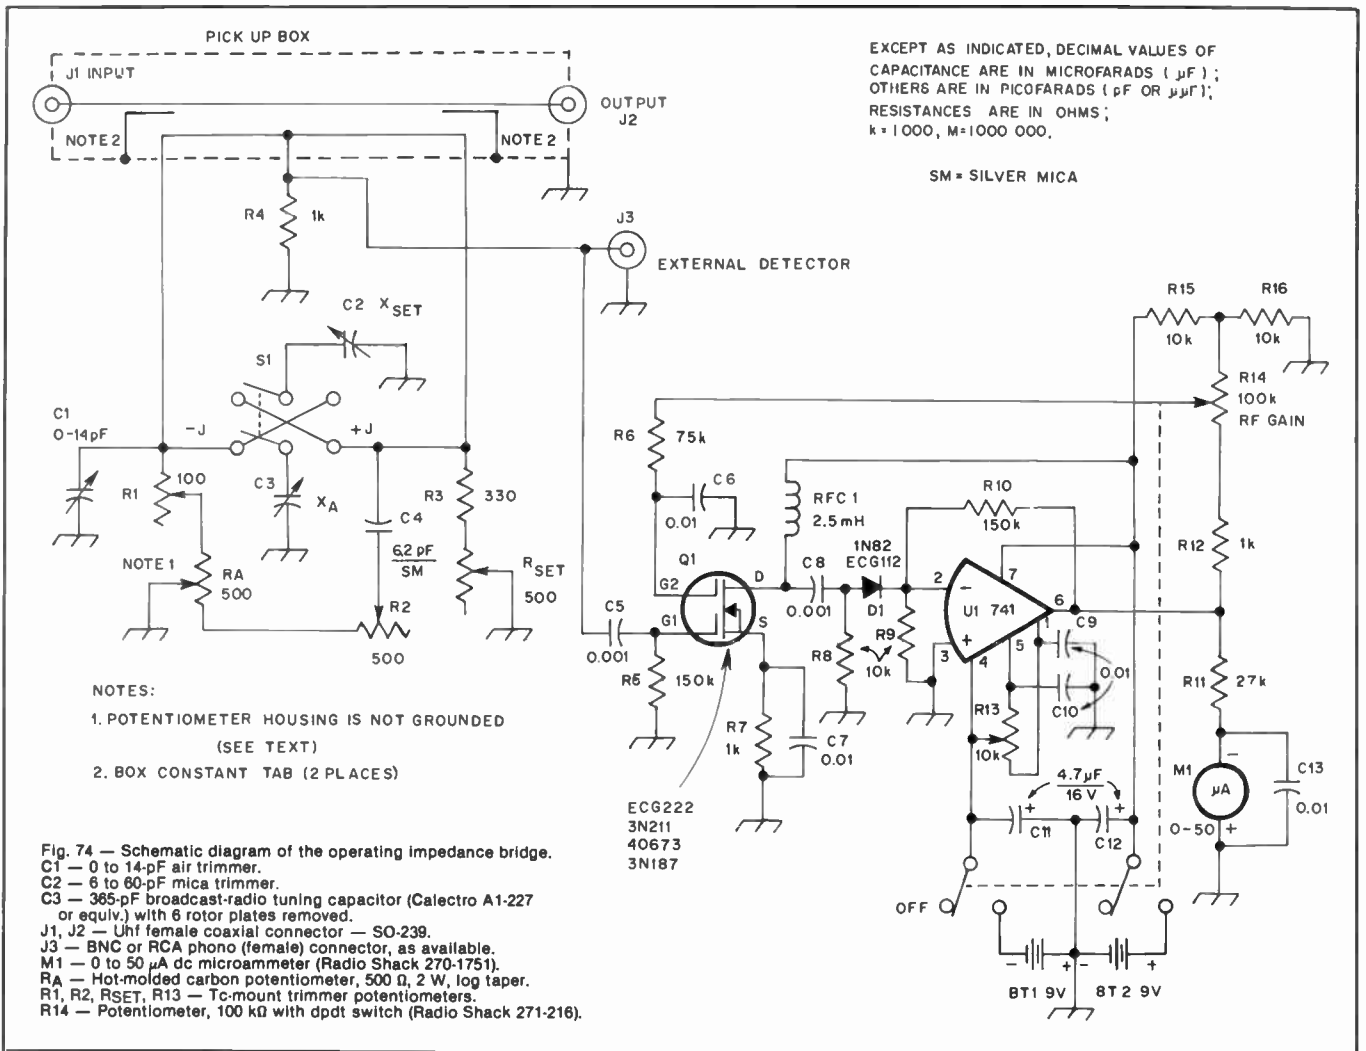 PICK UP BOX
J1 INPUT
OUTPUT
J2
NOTE 2
NOTE 2
EXCEPT AS INDICATED, DECIMAL VALUES OF
CAPACITANCE ARE IN MICROFARADS ( µF ) ;
OTHERS ARE IN PICOFARADS ( pF OR µµF);
RESISTANCES ARE IN OHMS ;
k = 1000, M=1000 000.
SM = SILVER MICA
R4
1k
J3
EXTERNAL DETECTOR
C2 XSET
S1
C1
0-14pF
-J
+J
R1
100
C3
XA
C4
6.2 pF
SM
R3
330
RSET
500
NOTE 1
RA
500
R2
500
R15
10k
R16
10k
R14
100k
RF GAIN
R6
75k
C6
0.01
RFC 1
2.5mH
R10
150k
R12
1k
Q1
G2
G1
D
S
C5
0.001
C8
0.001
1N82
ECG112
D1
R5
150k
R8
R9
10k
2
3
4
5
7
1
6
-
+
U1 741
C9
0.01
C10
R13
10k
R11
27k
R7
1k
C7
0.01
M1
µA
0-50
-
+
C13
0.01
4.7µF
16 V
+
+
C11
C12
ECG222
3N211
40673
3N187
OFF
-
+
-
+
BT1 9V
BT 2 9V
NOTES:
1. POTENTIOMETER HOUSING IS NOT GROUNDED
(SEE TEXT)
2. BOX CONSTANT TAB (2 PLACES)
Fig. 74 — Schematic diagram of the operating impedance bridge.
C1 — 0 to 14-pF air trimmer.
C2 — 6 to 60-pF mica trimmer.
C3 — 365-pF broadcast-radio tuning capacitor (Calectro A1-227
or equiv.) with 6 rotor plates removed.
J1, J2 — Uhf female coaxial connector — SO-239.
J3 — BNC or RCA phono (female) connector, as available.
M1 — 0 to 50 µA dc microammeter (Radio Shack 270-1751).
RA — Hot-molded carbon potentiometer, 500 Ω, 2 W, log taper.
R1, R2, RSET, R13 — Tc-mount trimmer potentiometers.
R14 — Potentiometer, 100 kΩ with dpdt switch (Radio Shack 271-216).